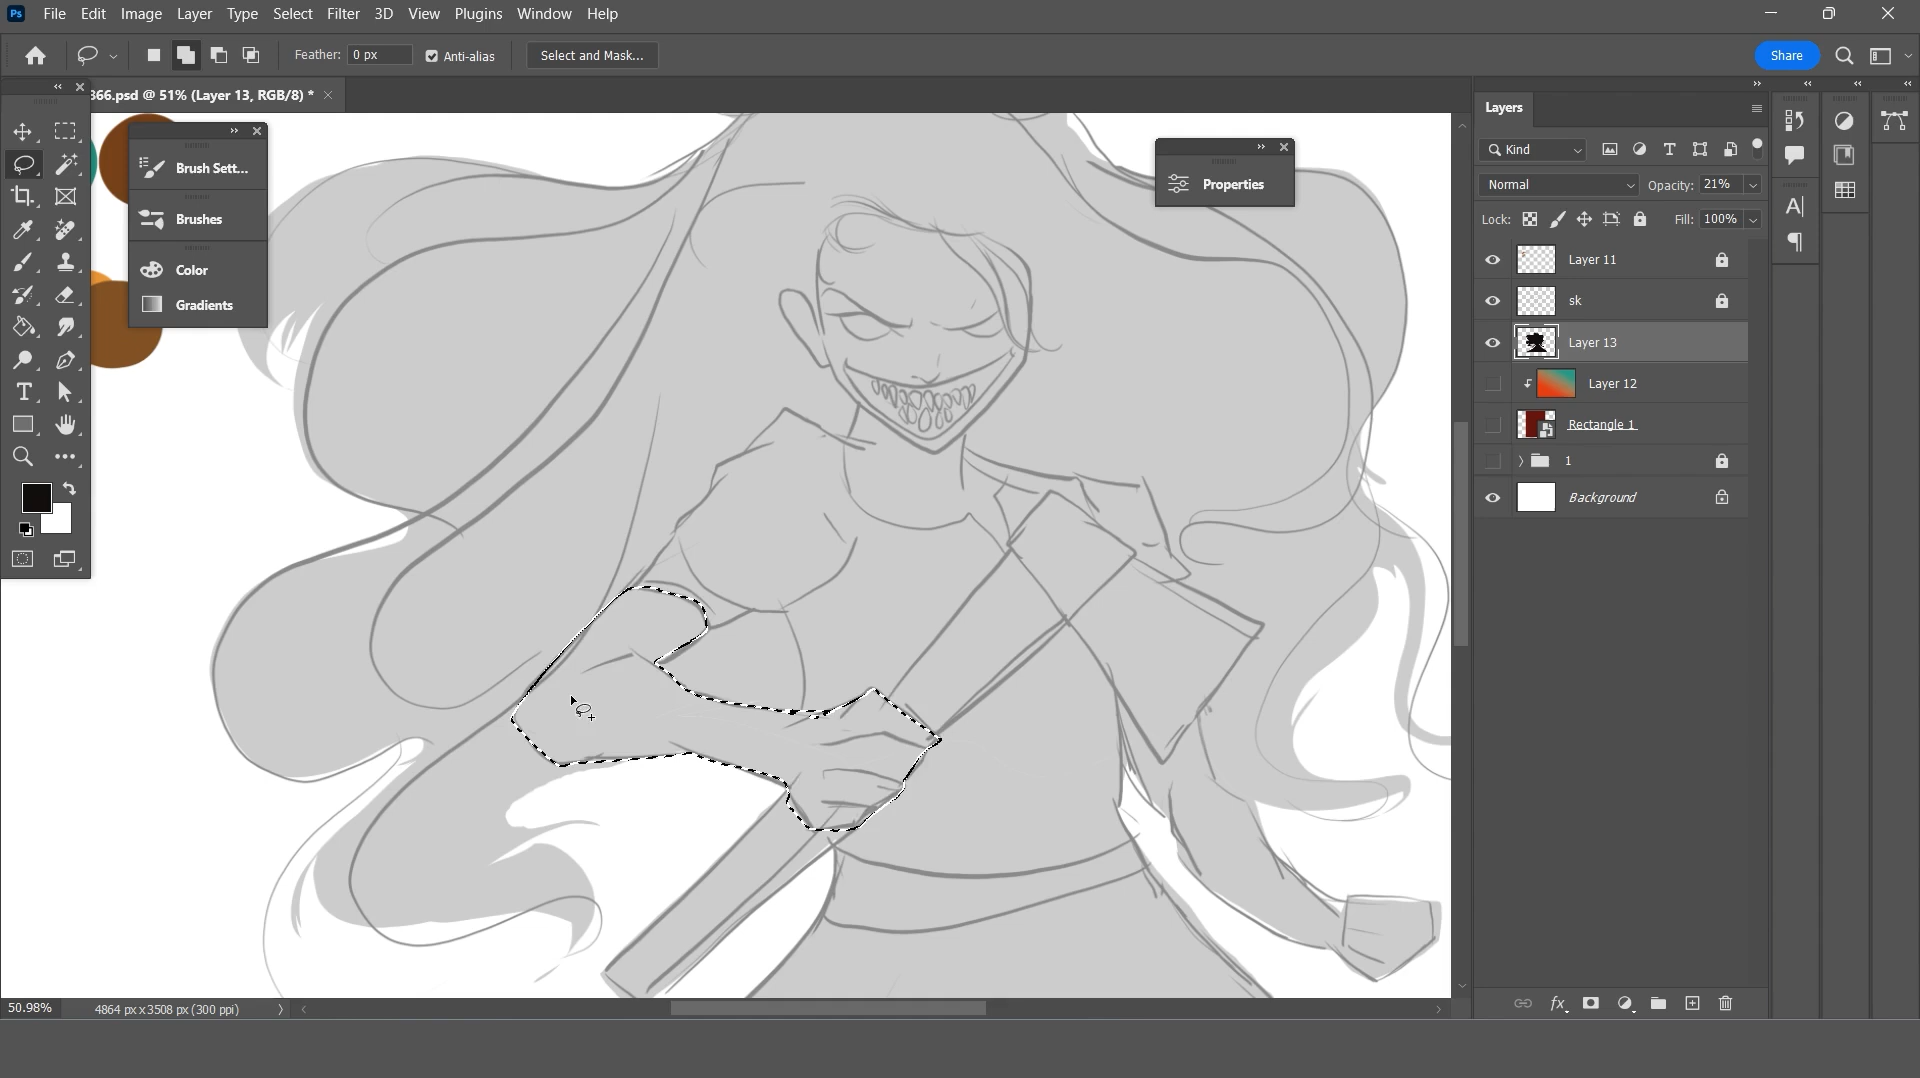 Ps File Edit Image Layer Type Select Filter 3D View Plugins Window Help
Feather: 0 px Anti-alias Select and Mask... Share
366.psd @ 51% (Layer 13, RGB/8) *
Brush Sett...
Brushes
Color
Gradients
Properties
Layers
Kind
Normal Opacity: 21%
Lock: Fill: 100%
Layer 11
sk
Layer 13
Layer 12
Rectangle 1
1
Background
50.98% 4864 px x 3508 px (300 ppi)